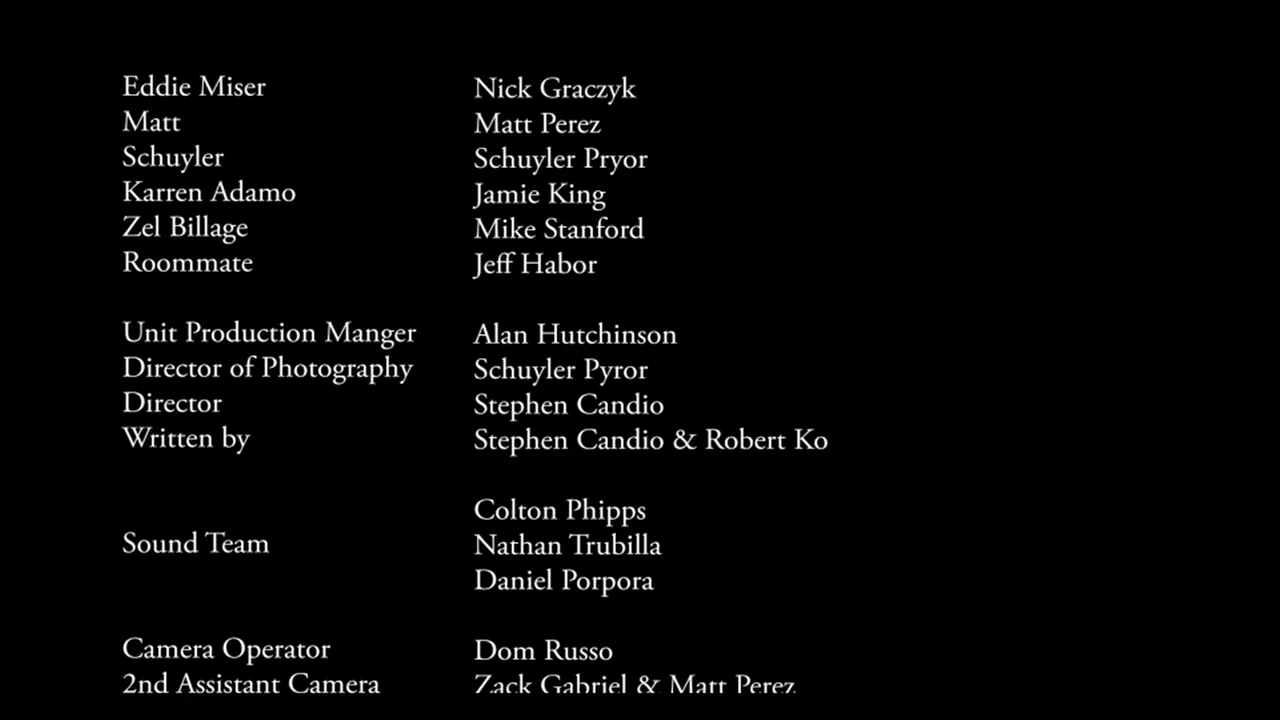 Eddie Miser Nick Graczyk
Matt Matt Perez
Schuyler Schuyler Pryor
Karren Adamo Jamie King
Zel Billage Mike Stanford
Roommate Jeff Habor
Unit Production Manger Alan Hutchinson
Director of Photography Schuyler Pyror
Director Stephen Candio
Written by Stephen Candio & Robert Ko
Colton Phipps
Sound Team Nathan Trubilla
Daniel Porpora
Camera Operator Dom Russo
2nd Assistant Camera Zack Gabriel & Matt Perez